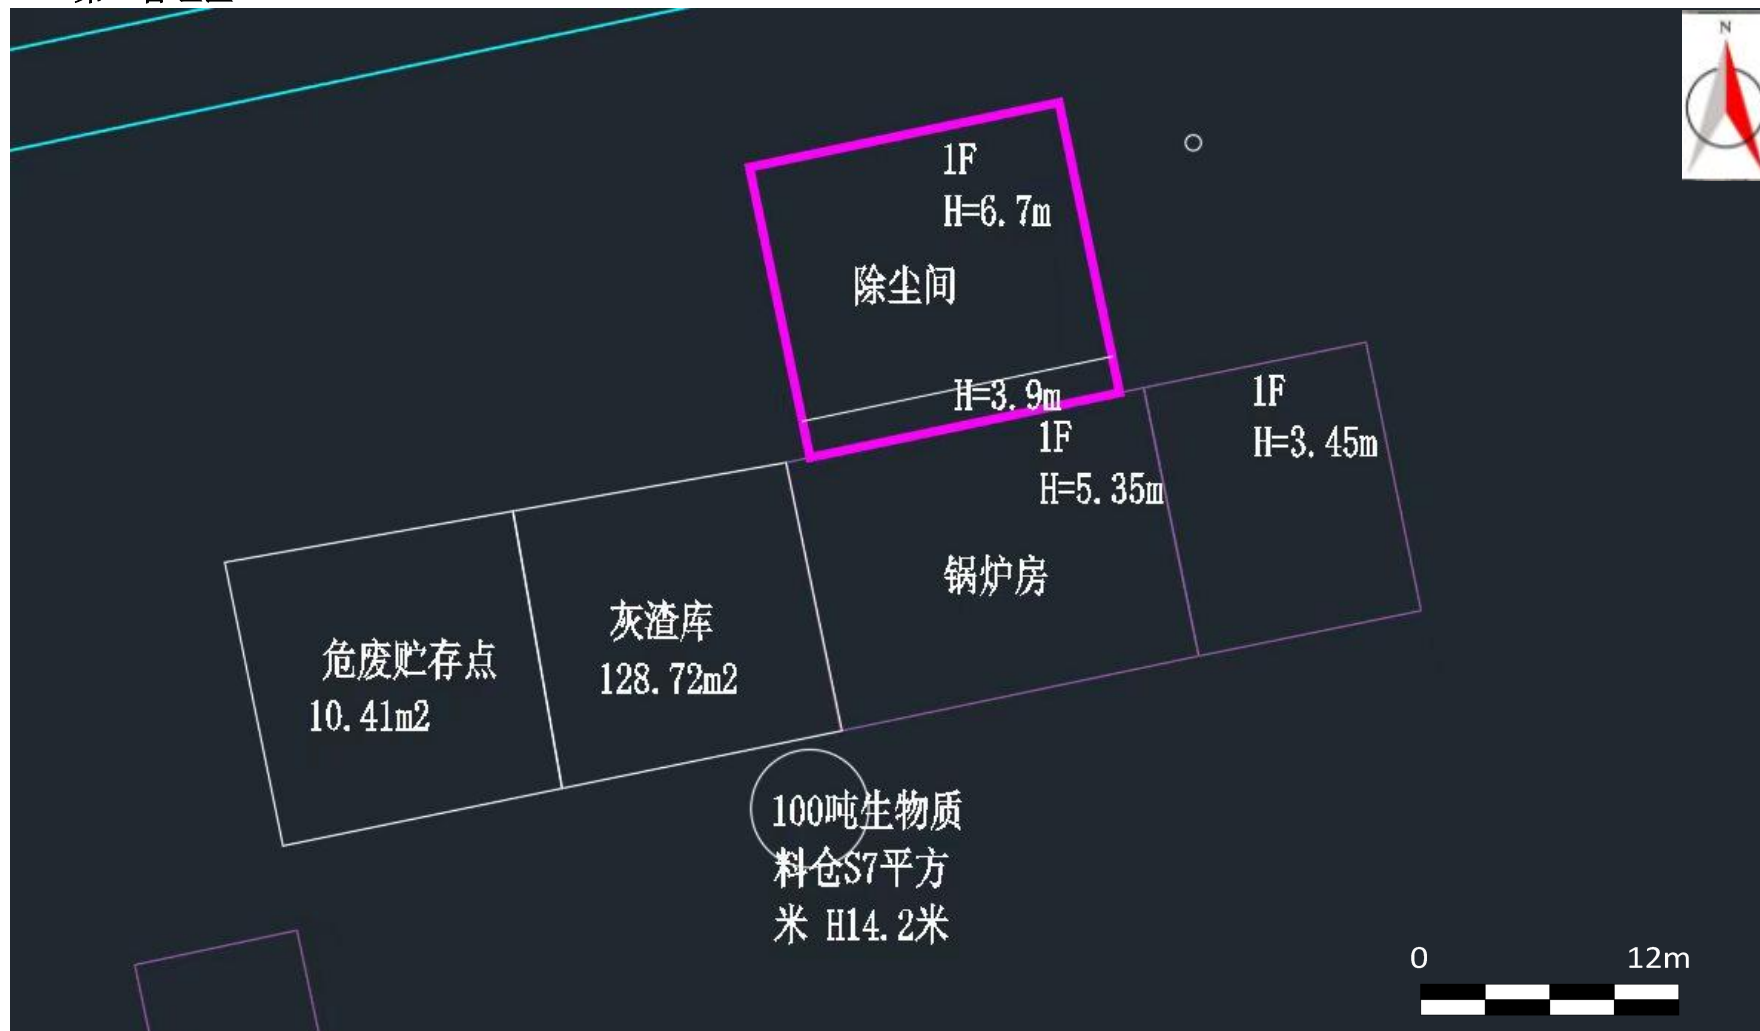 N
1F
H=6.7m
除尘间
H=3.9m
1F
H=5.35m
1F
H=3.45m
锅炉房
灰渣库
128.72m2
危废贮存点
10.41m2
100吨生物质
料仓S7平方
米 H14.2米
0 12m